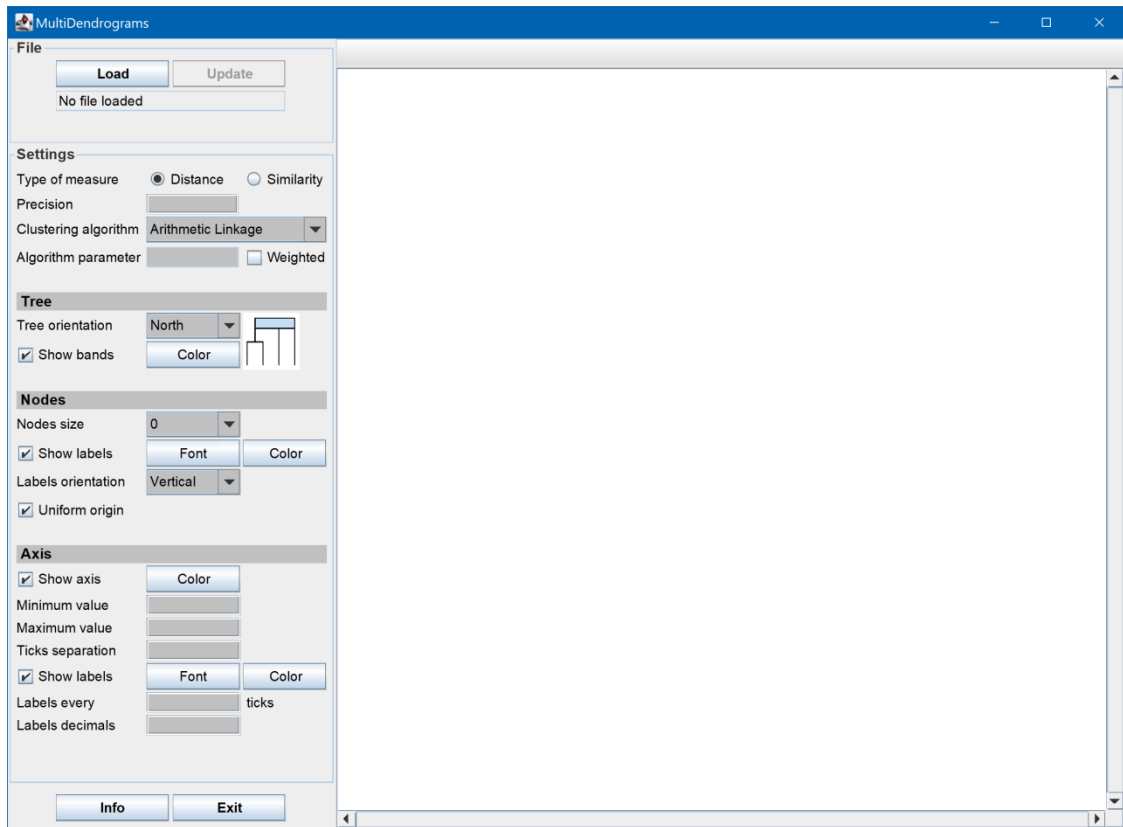 MultiDendrograms
File
Load Update
No file loaded
Settings
Type of measure Distance Similarity
Precision
Clustering algorithm Arithmetic Linkage
Algorithm parameter Weighted
Tree
Tree orientation North
Show bands Color
Nodes
Nodes size 0
Show labels Font Color
Labels orientation Vertical
Uniform origin
Axis
Show axis Color
Minimum value
Maximum value
Ticks separation
Show labels Font Color
Labels every ticks
Labels decimals
Info Exit